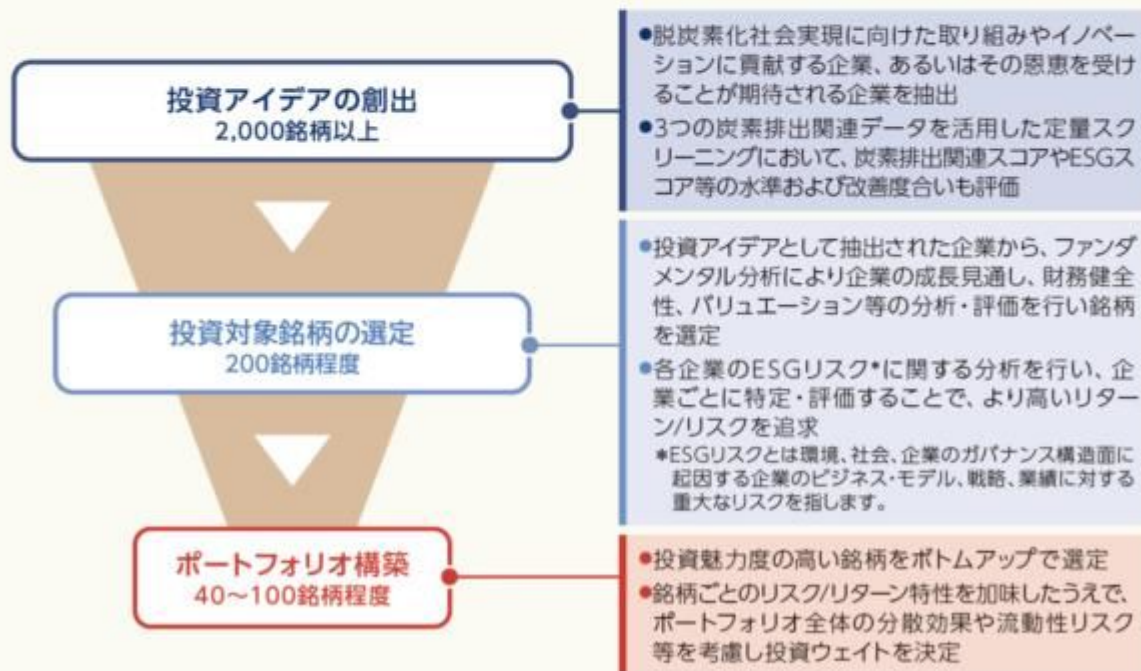 投資アイデアの創出
2,000銘柄以上
●脱炭素化社会実現に向けた取り組みやイノベー
ションに貢献する企業、あるいはその恩恵を受け
ることが期待される企業を抽出
●3つの炭素排出関連データを活用した定量スク
リーニングにおいて、炭素排出関連スコアやESGス
コア等の水準および改善度合いも評価
投資対象銘柄の選定
200銘柄程度
●投資アイデアとして抽出された企業から、ファンダ
メンタル分析により企業の成長見通し、財務健全
性、バリュエーション等の分析・評価を行い銘柄
を選定
●各企業のESGリスク*に関する分析を行い、企
業ごとに特定・評価することで、より高いリター
ン/リスクを追求
*ESGリスクとは環境、社会、企業のガバナンス構造面に
起因する企業のビジネス・モデル、戦略、業績に対する
重大なリスクを指します。
ポートフォリオ構築
40～100銘柄程度
●投資魅力度の高い銘柄をボトムアップで選定
●銘柄ごとのリスク/リターン特性を加味したうえで、
ポートフォリオ全体の分散効果や流動性リスク
等を考慮し投資ウェイトを決定